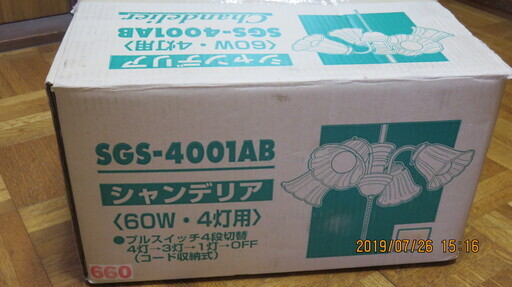 Chandelier
SGS-4001AB
〈60W・4灯用〉
シャンデリア
SGS-4001AB
シャンデリア
〈60W・4灯用〉
●プルスイッチ4段切替
4灯→3灯→1灯→OFF
(コード収納式)
660
2019/07/26 15:16